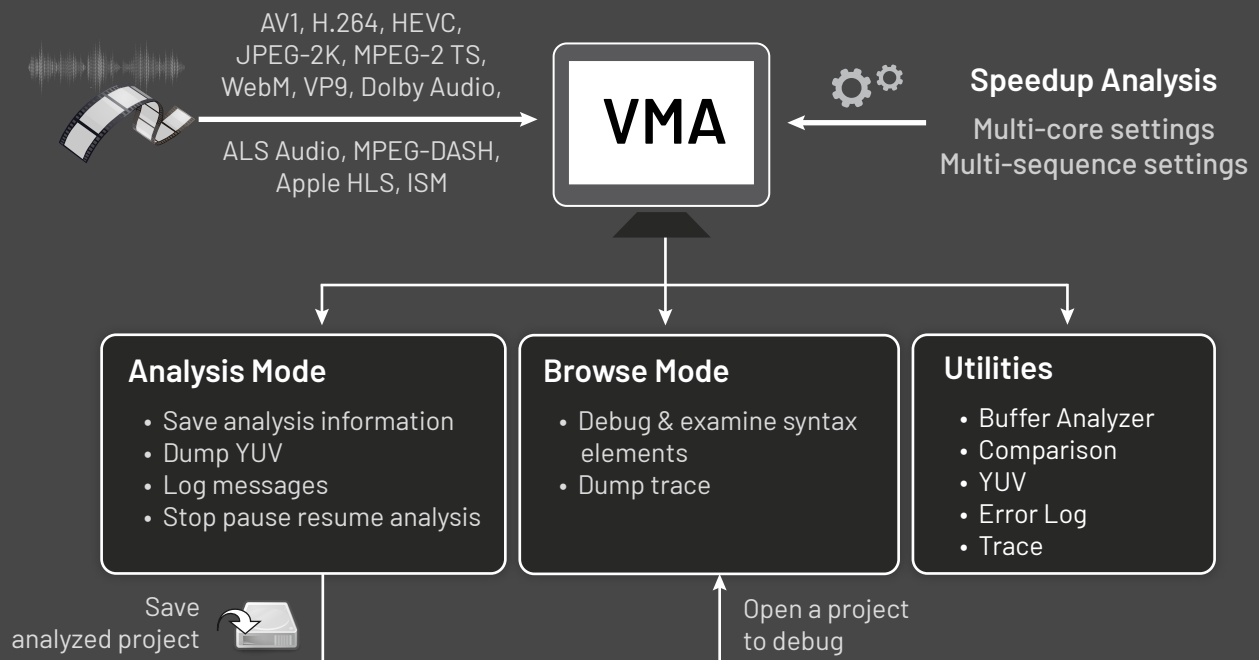 AV1, H.264, HEVC,
JPEG-2K, MPEG-2 TS,
WebM, VP9, Dolby Audio,
ALS Audio, MPEG-DASH,
Apple HLS, ISM
VMA
Speedup Analysis
Multi-core settings
Multi-sequence settings
Analysis Mode
• Save analysis information
• Dump YUV
• Log messages
• Stop pause resume analysis
Browse Mode
• Debug & examine syntax
elements
• Dump trace
Utilities
• Buffer Analyzer
• Comparison
• YUV
• Error Log
• Trace
Save
analyzed project
Open a project
to debug